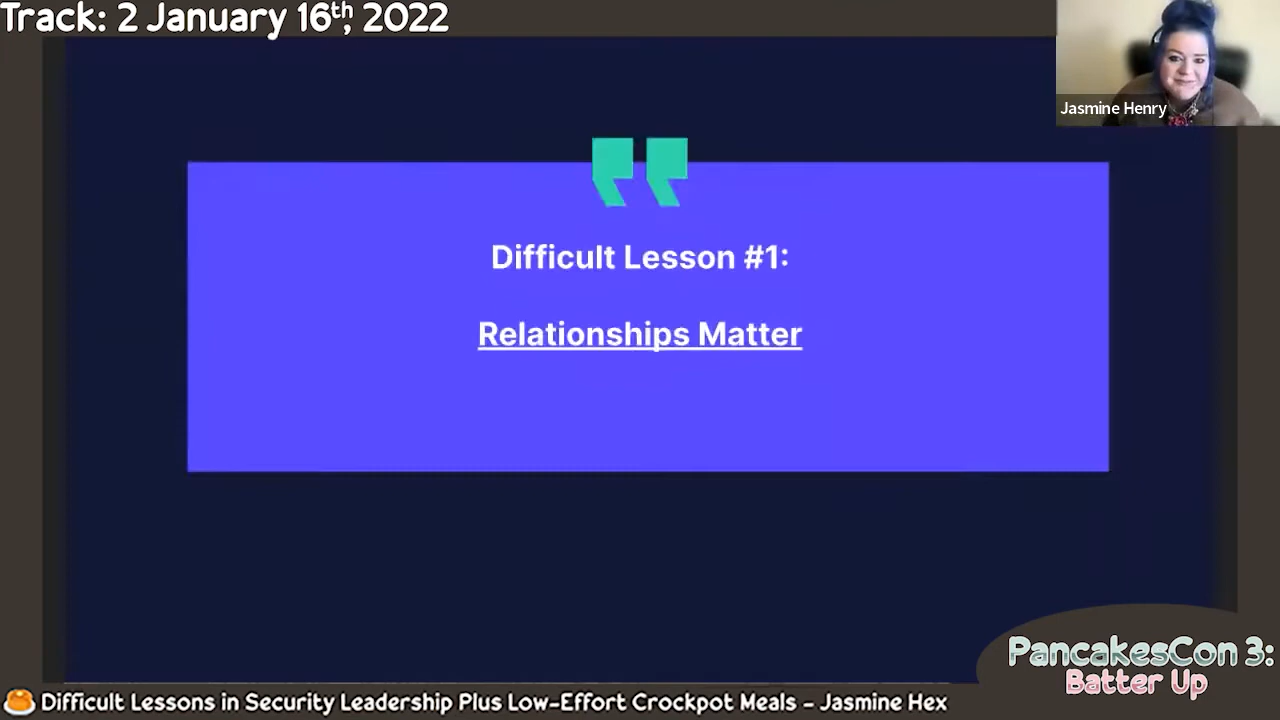 Track: 2 January 16th, 2022
Jasmine Henry
Difficult Lesson #1:
Relationships Matter
PancakesCon 3:
Batter Up
Difficult Lessons in Security Leadership Plus Low-Effort Crockpot Meals - Jasmine Hex